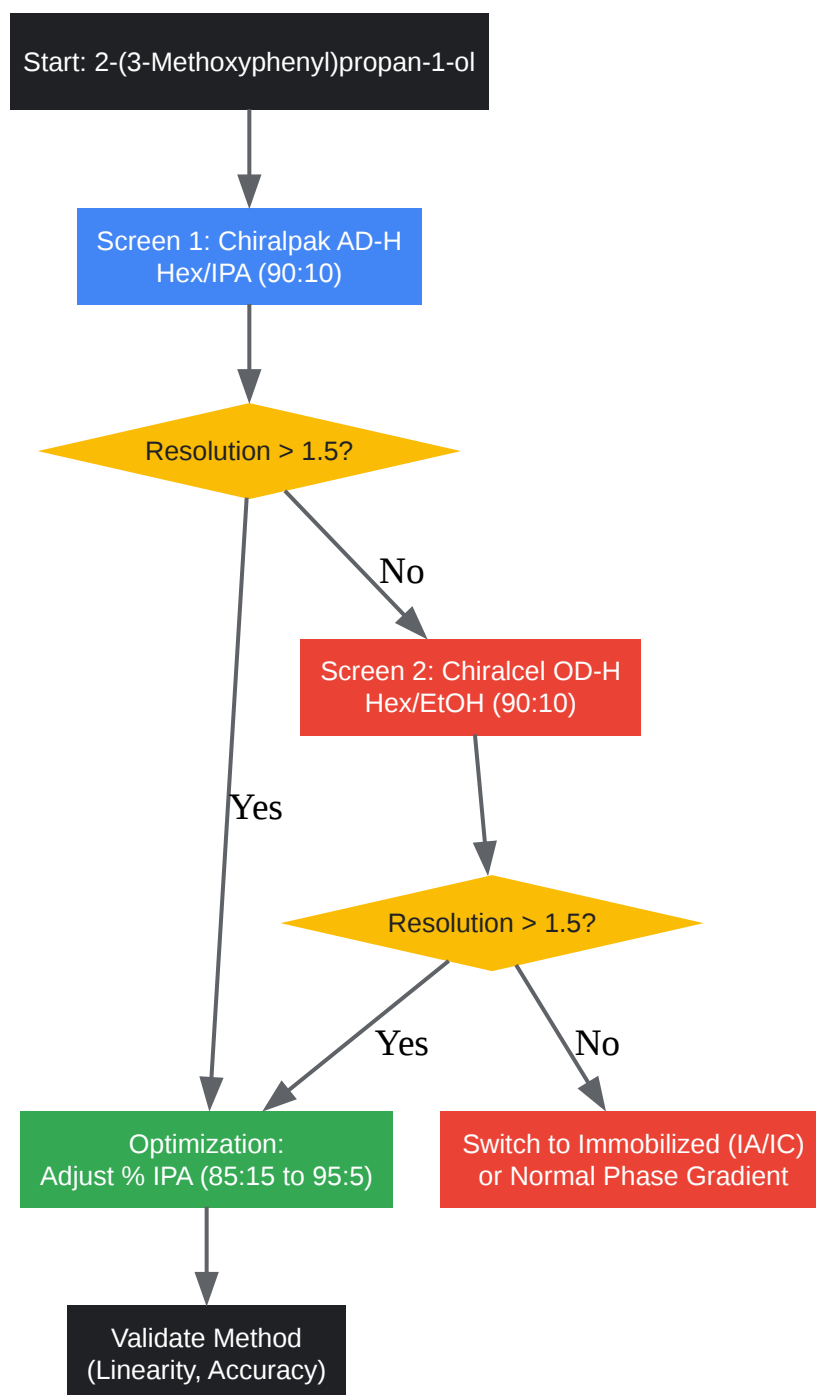 Start: 2-(3-Methoxyphenyl)propan-1-ol
Screen 1: Chiralpak AD-H
Hex/IPA (90:10)
Resolution > 1.5?
No
Screen 2: Chiralcel OD-H
Hex/EtOH (90:10)
Yes
Resolution > 1.5?
Yes
No
Optimization:
Adjust % IPA (85:15 to 95:5)
Switch to Immobilized (IA/IC)
or Normal Phase Gradient
Validate Method
(Linearity, Accuracy)